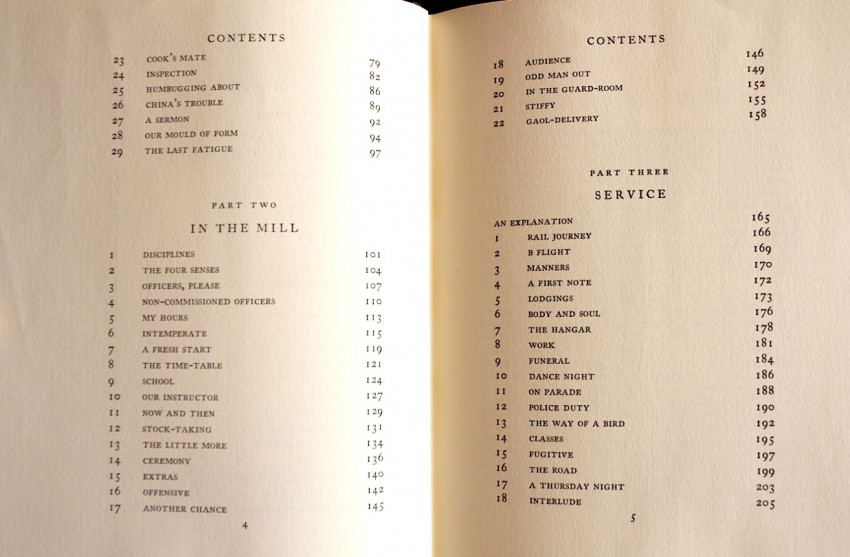 CONTENTS
23 COOK'S MATE 79
24 INSPECTION 82
25 HUMBUGGING ABOUT 86
26 CHINA'S TROUBLE 89
27 A SERMON 92
28 OUR MOULD OF FORM 94
29 THE LAST FATIGUE 97
PART TWO
IN THE MILL
1 DISCIPLINES 101
2 THE FOUR SENSES 104
3 OFFICERS, PLEASE 107
4 NON-COMMISSIONED OFFICERS 110
5 MY HOURS 113
6 INTEMPERATE 115
7 A FRESH START 119
8 THE TIME-TABLE 121
9 SCHOOL 124
10 OUR INSTRUCTOR 127
11 NOW AND THEN 129
12 STOCK-TAKING 131
13 THE LITTLE MORE 134
14 CEREMONY 136
15 EXTRAS 140
16 OFFENSIVE 142
17 ANOTHER CHANCE 145
4
CONTENTS
18 AUDIENCE 146
19 ODD MAN OUT 149
20 IN THE GUARD-ROOM 152
21 STIFFY 155
22 GAOL-DELIVERY 158
PART THREE
SERVICE
AN EXPLANATION 165
1 RAIL JOURNEY 166
2 B FLIGHT 169
3 MANNERS 170
4 A FIRST NOTE 172
5 LODGINGS 173
6 BODY AND SOUL 176
7 THE HANGAR 178
8 WORK 181
9 FUNERAL 184
10 DANCE NIGHT 186
11 ON PARADE 188
12 POLICE DUTY 190
13 THE WAY OF A BIRD 192
14 CLASSES 195
15 FUGITIVE 197
16 THE ROAD 199
17 A THURSDAY NIGHT 203
18 INTERLUDE 205
5